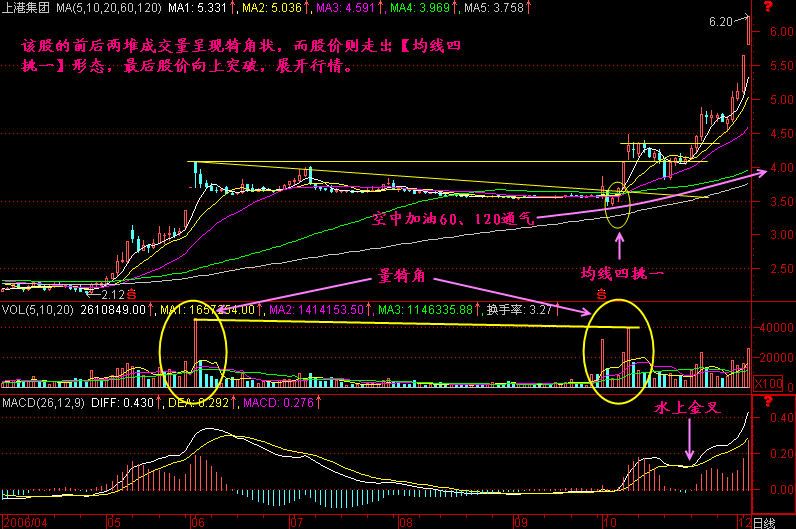 上港集团 MA(5,10,20,60,120) MA1: 5.331↑, MA2: 5.036↑, MA3: 4.591↑, MA4: 3.969↑, MA5: 3.758↑
6.20
该股的前后两堆成交量呈现犄角状，而股价则走出【均线四
挑一】形态，最后股价向上突破，展开行情。
6.00
5.50
5.00
4.50
4.00
3.50
3.00
2.50
空中加油60、120通气
均线四挑一
量犄角
2.12
S
S
VOL(5,10,20) 2610849.00↑, MA1: 1657254.00↑, MA2: 1414153.50↑, MA3: 1146335.88↑, 换手率: 3.27↑
40000
20000
X100
水上金叉
MACD(26,12,9) DIFF: 0.430↑, DEA: 0.292↑, MACD: 0.276↑
0.40
0.20
0.00
2006/04 05 06 07 08 09 10 12 日线